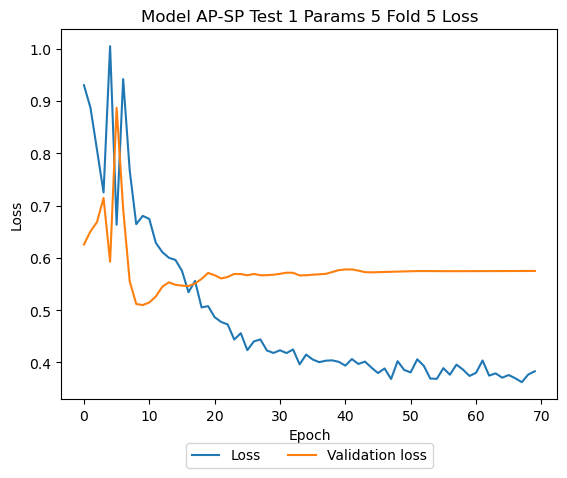 Model AP-SP Test 1 Params 5 Fold 5 Loss
Loss
1.0
0.9
0.8
0.7
0.6
0.5
0.4
0 10 20 30 40 50 60 70
Epoch
Loss Validation loss